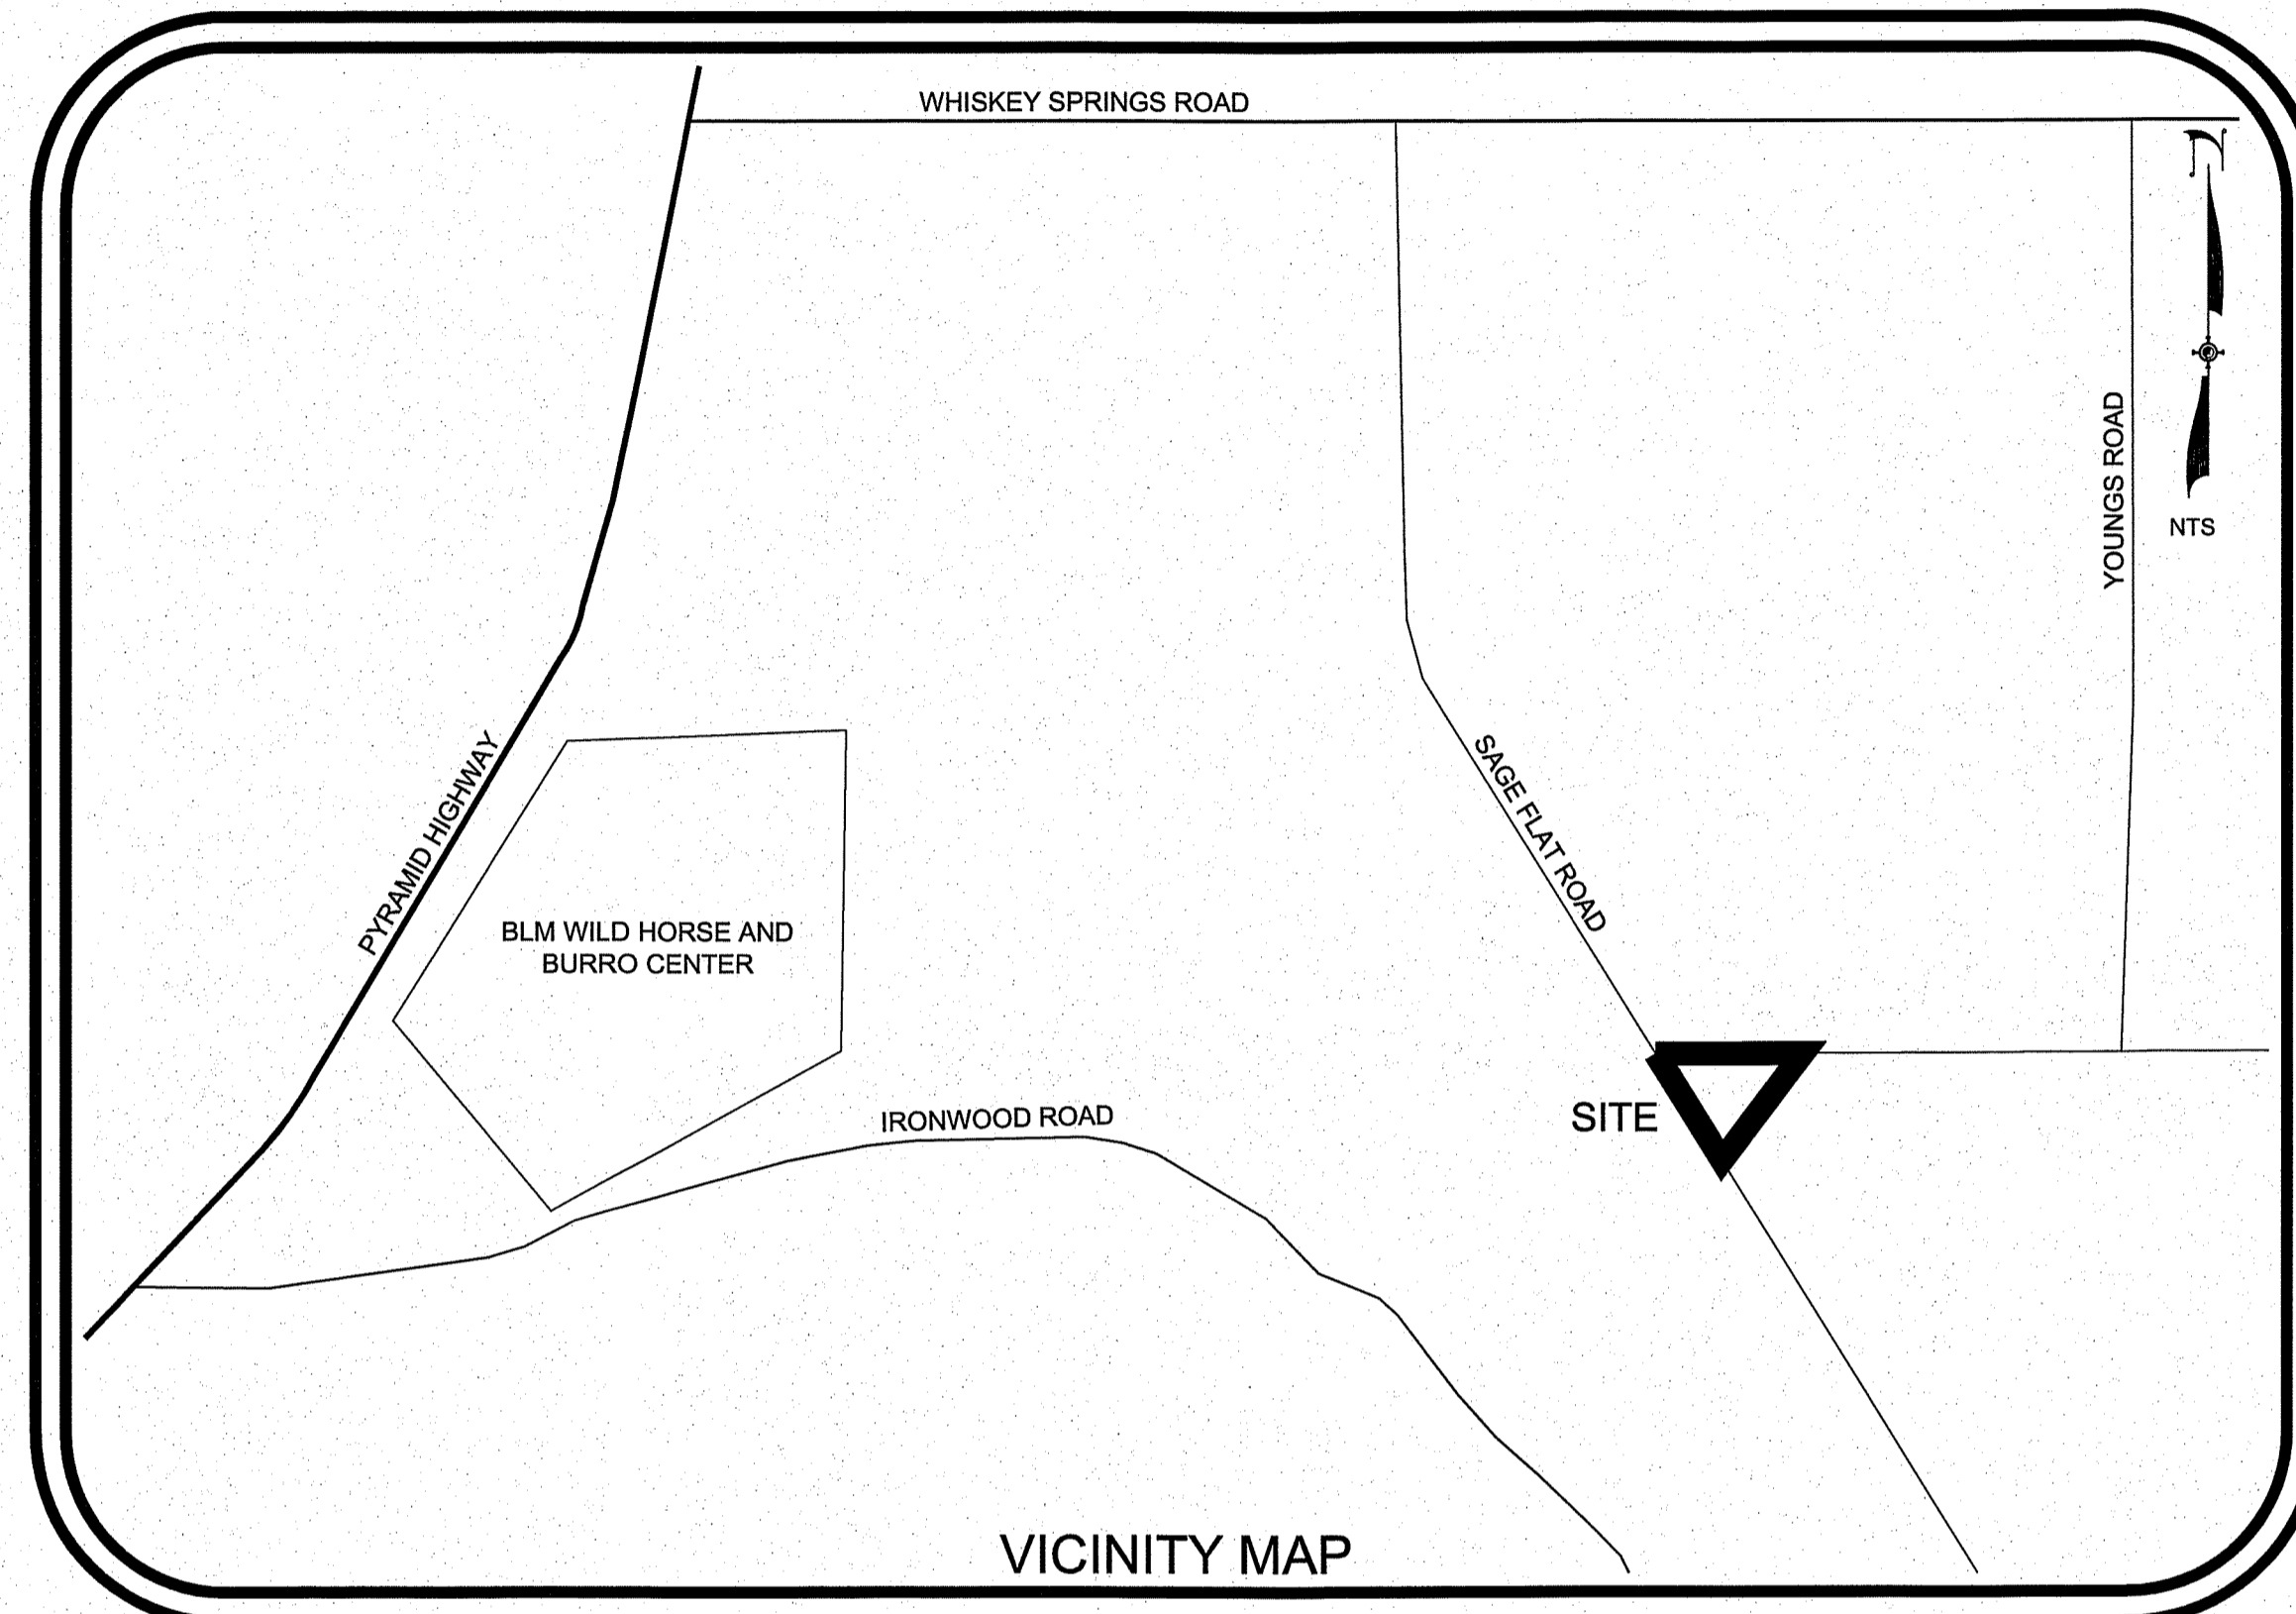 WHISKEY SPRINGS ROAD
N
YOUNGS ROAD
NTS
PYRAMID HIGHWAY
SAGE FLAT ROAD
BLM WILD HORSE AND
BURRO CENTER
IRONWOOD ROAD
SITE
VICINITY MAP